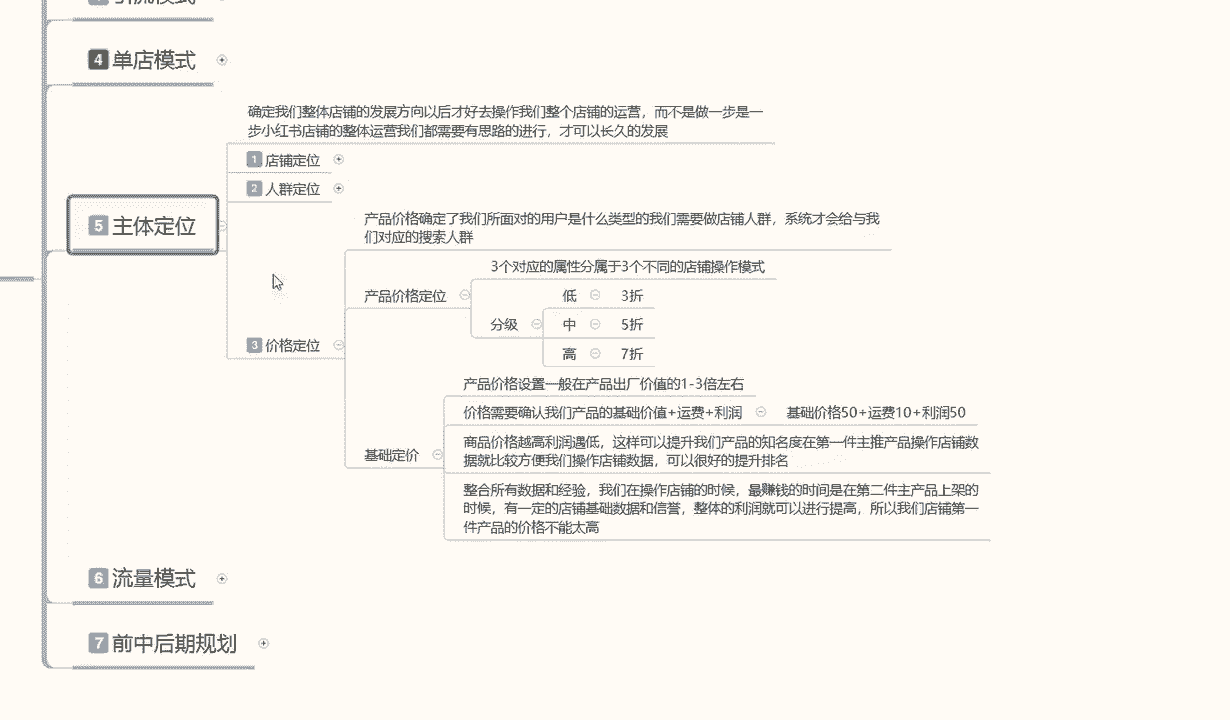 4 单店模式
确定我们整体店铺的发展方向以后才好去操作我们整个店铺的运营，而不是做一步是一
步小红书店铺的整体运营我们都需要有思路的进行，才可以长久的发展
1 店铺定位
2 人群定位
5 主体定位
产品价格确定了我们所面对的用户是什么类型的我们需要做店铺人群，系统才会给与我
们对应的搜索人群
3个对应的属性分属于3个不同的店铺操作模式
产品价格定位
低 3折
分级
中 5折
高 7折
3 价格定位
产品价格设置一般在产品出厂价值的1-3倍左右
价格需要确认我们产品的基础价值+运费+利润
基础价格50+运费10+利润50
商品价格越高利润遇低，这样可以提升我们产品的知名度在第一件主推产品操作店铺数
据就比较方便我们操作店铺数据，可以很好的提升排名
基础定价
整合所有数据和经验，我们在操作店铺的时候，最赚钱的时间是在第二件主产品上架的
时候，有一定的店铺基础数据和信誉，整体的利润就可以进行提高，所以我们店铺第一
件产品的价格不能太高
6 流量模式
7 前中后期规划